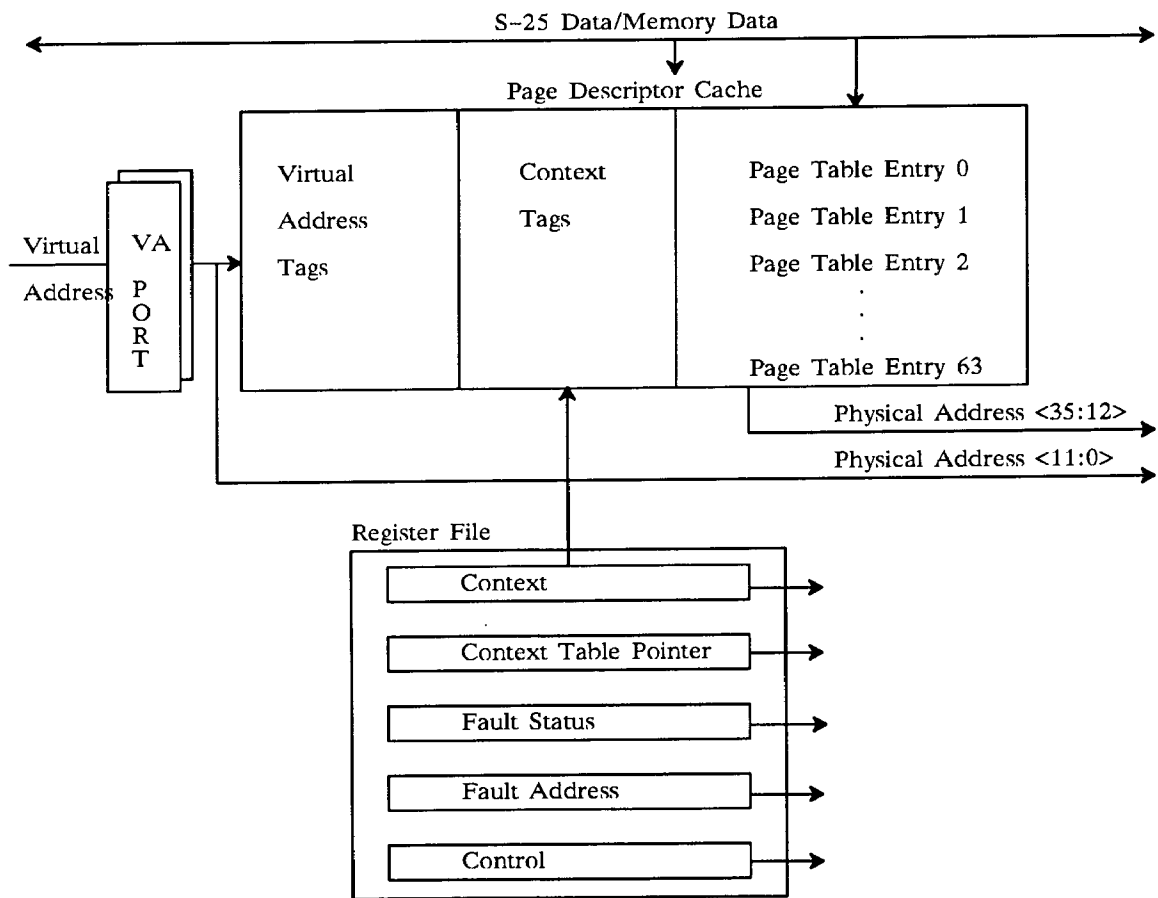 S-25 Data/Memory Data
Page Descriptor Cache
Virtual
Address
Tags
Context
Tags
Page Table Entry 0
Page Table Entry 1
Page Table Entry 2
.
.
.
Page Table Entry 63
Virtual
Address
VA
P
O
R
T
Physical Address <35:12>
Physical Address <11:0>
Register File
Context
Context Table Pointer
Fault Status
Fault Address
Control